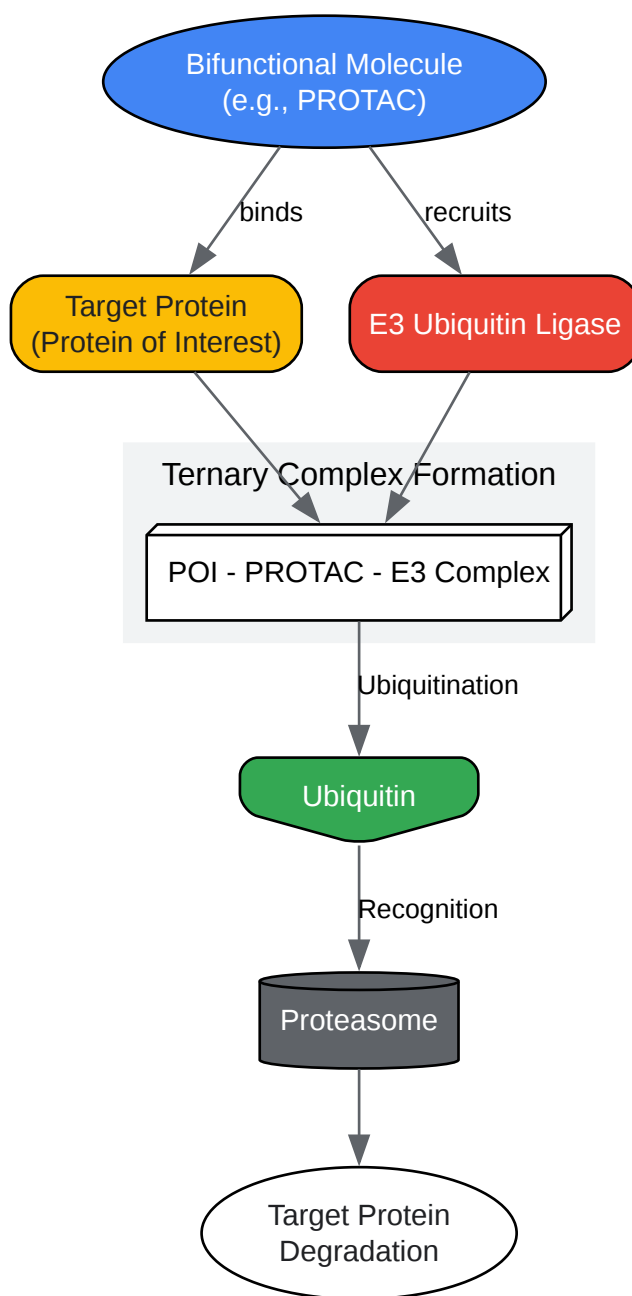 Bifunctional Molecule
(e.g., PROTAC)
binds
recruits
Target Protein
(Protein of Interest)
E3 Ubiquitin Ligase
Ternary Complex Formation
POI - PROTAC - E3 Complex
Ubiquitination
Ubiquitin
Recognition
Proteasome
Target Protein
Degradation